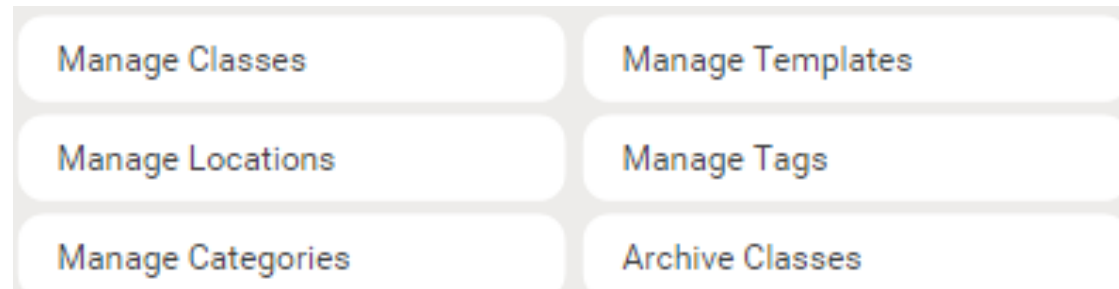 Manage Classes
Manage Templates
Manage Locations
Manage Tags
Manage Categories
Archive Classes